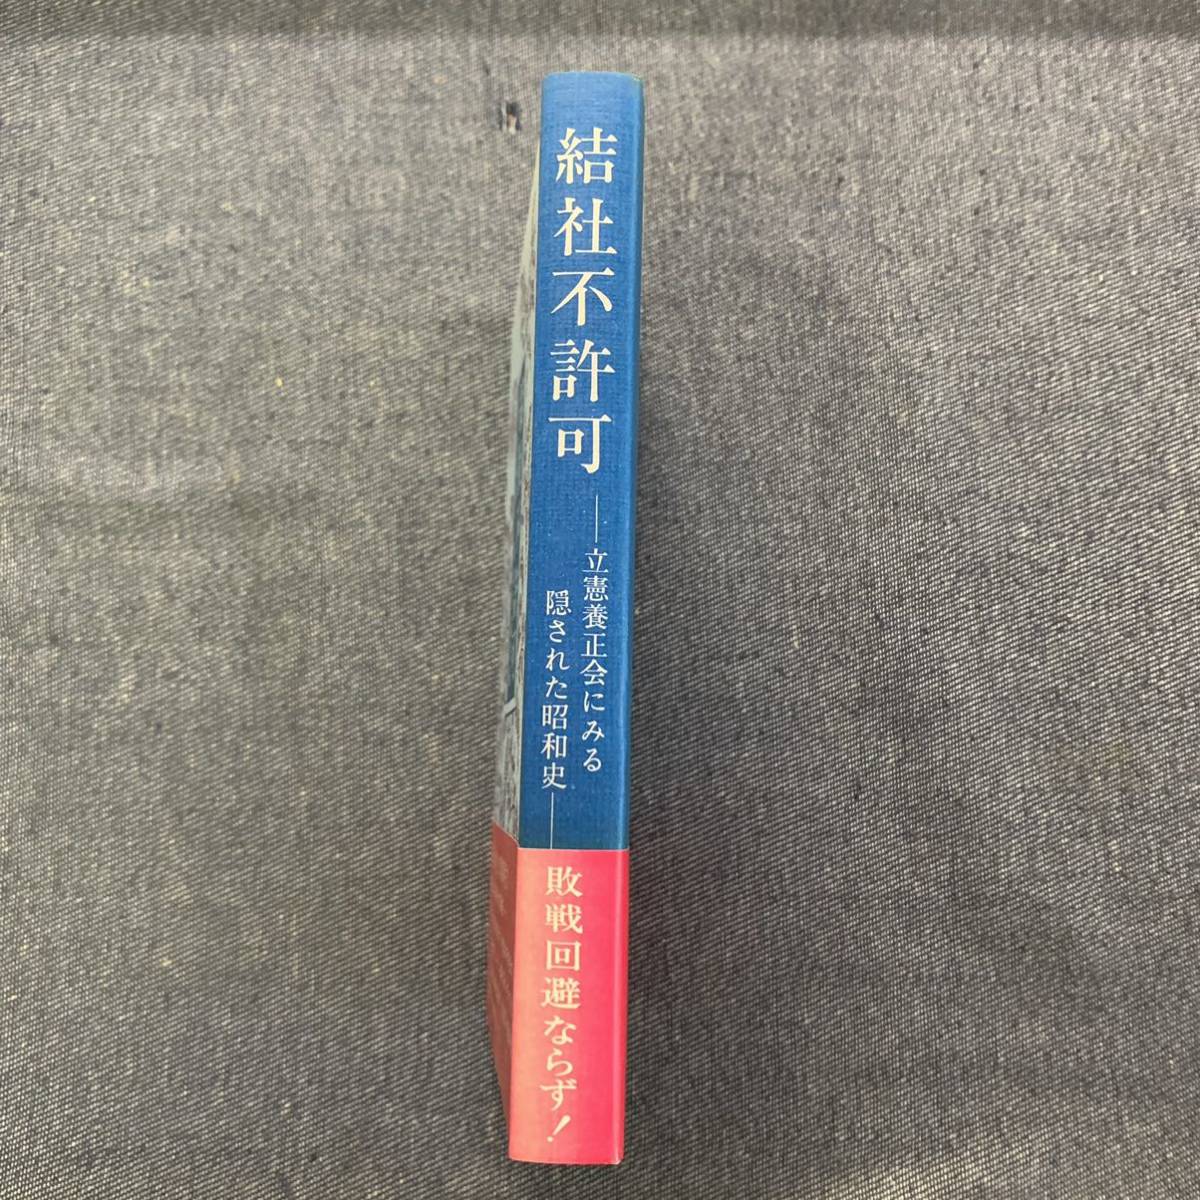 結社不許可
――立憲養正会にみる
隠された昭和史――
敗戦回避ならず！